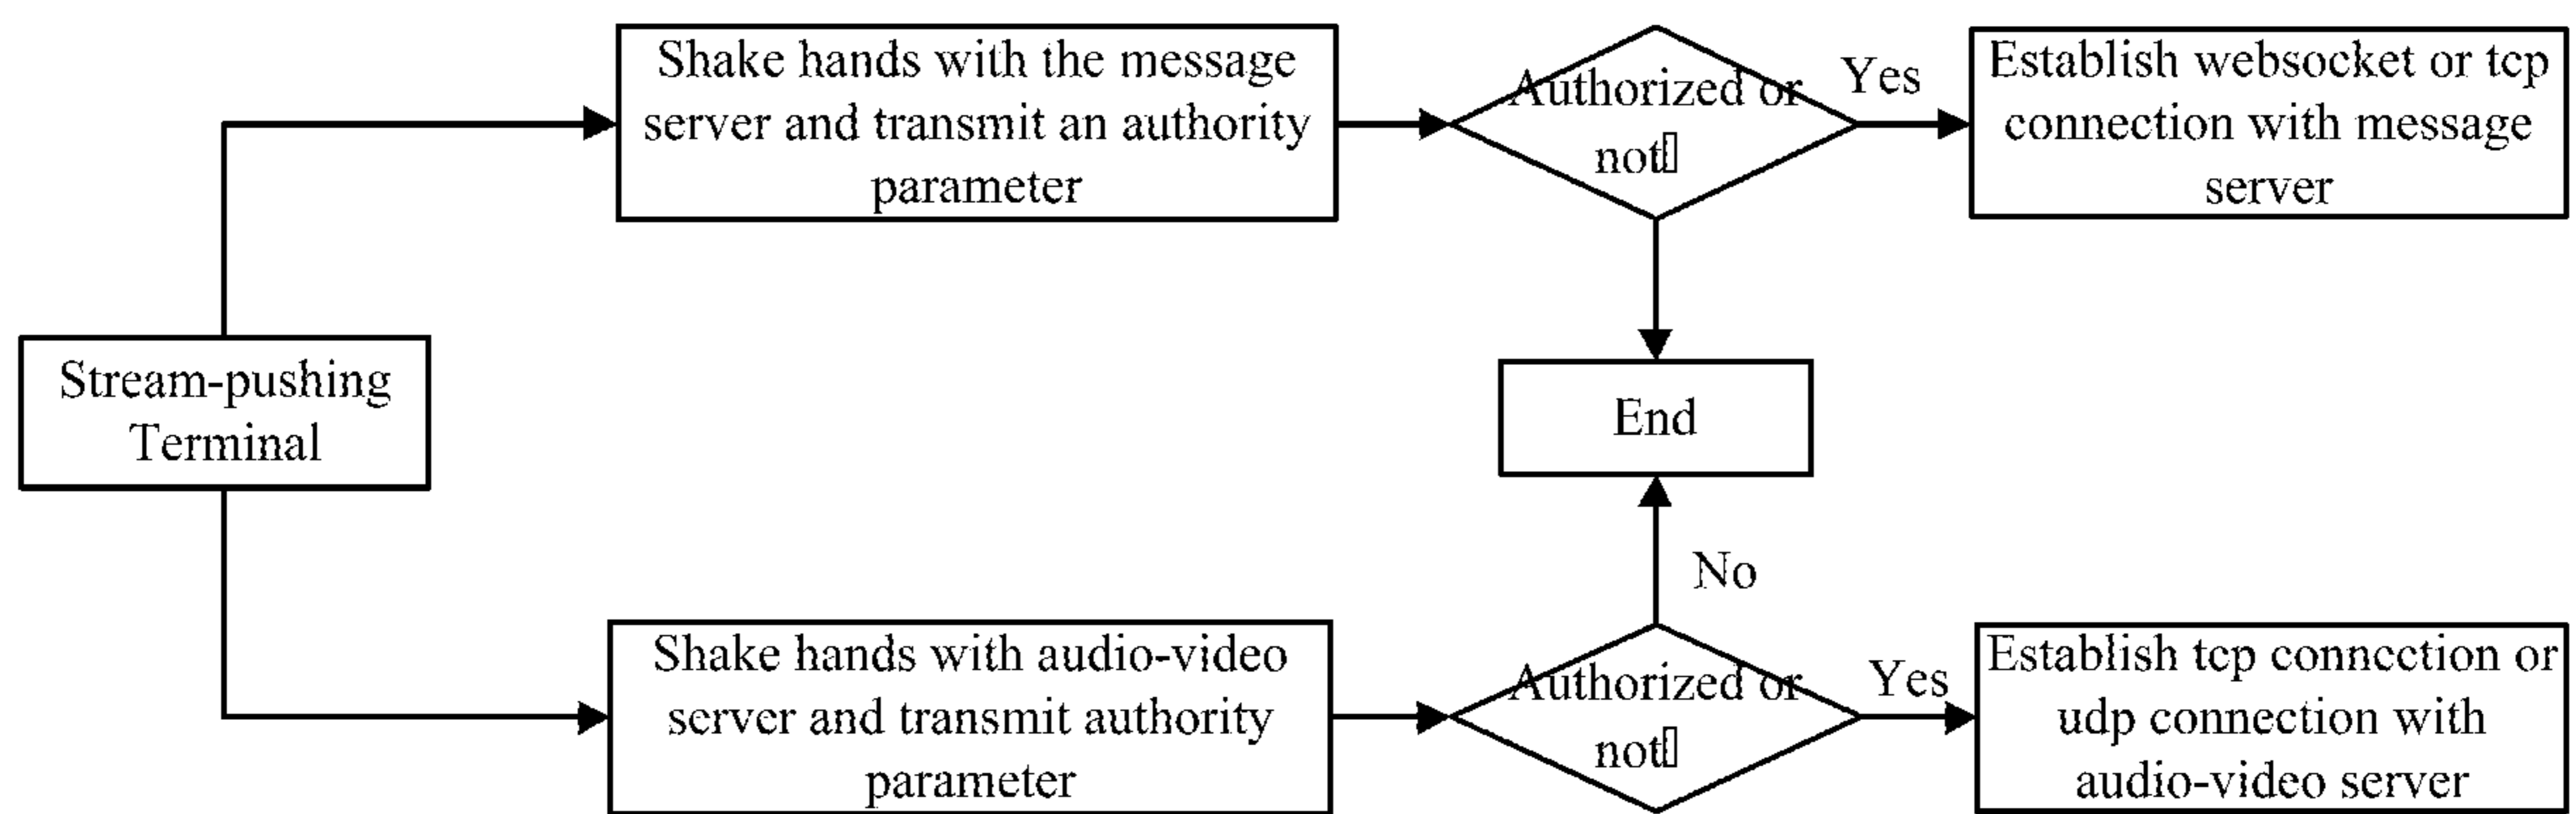 Shake hands with the message
server and transmit an authority
parameter
Authorized or
not▯
Yes
Establish websocket or tcp
connection with message
server
Stream-pushing
Terminal
End
No
Shake hands with audio-video
server and transmit authority
parameter
Authorized or
not▯
Yes
Establish tcp connection or
udp connection with
audio-video server